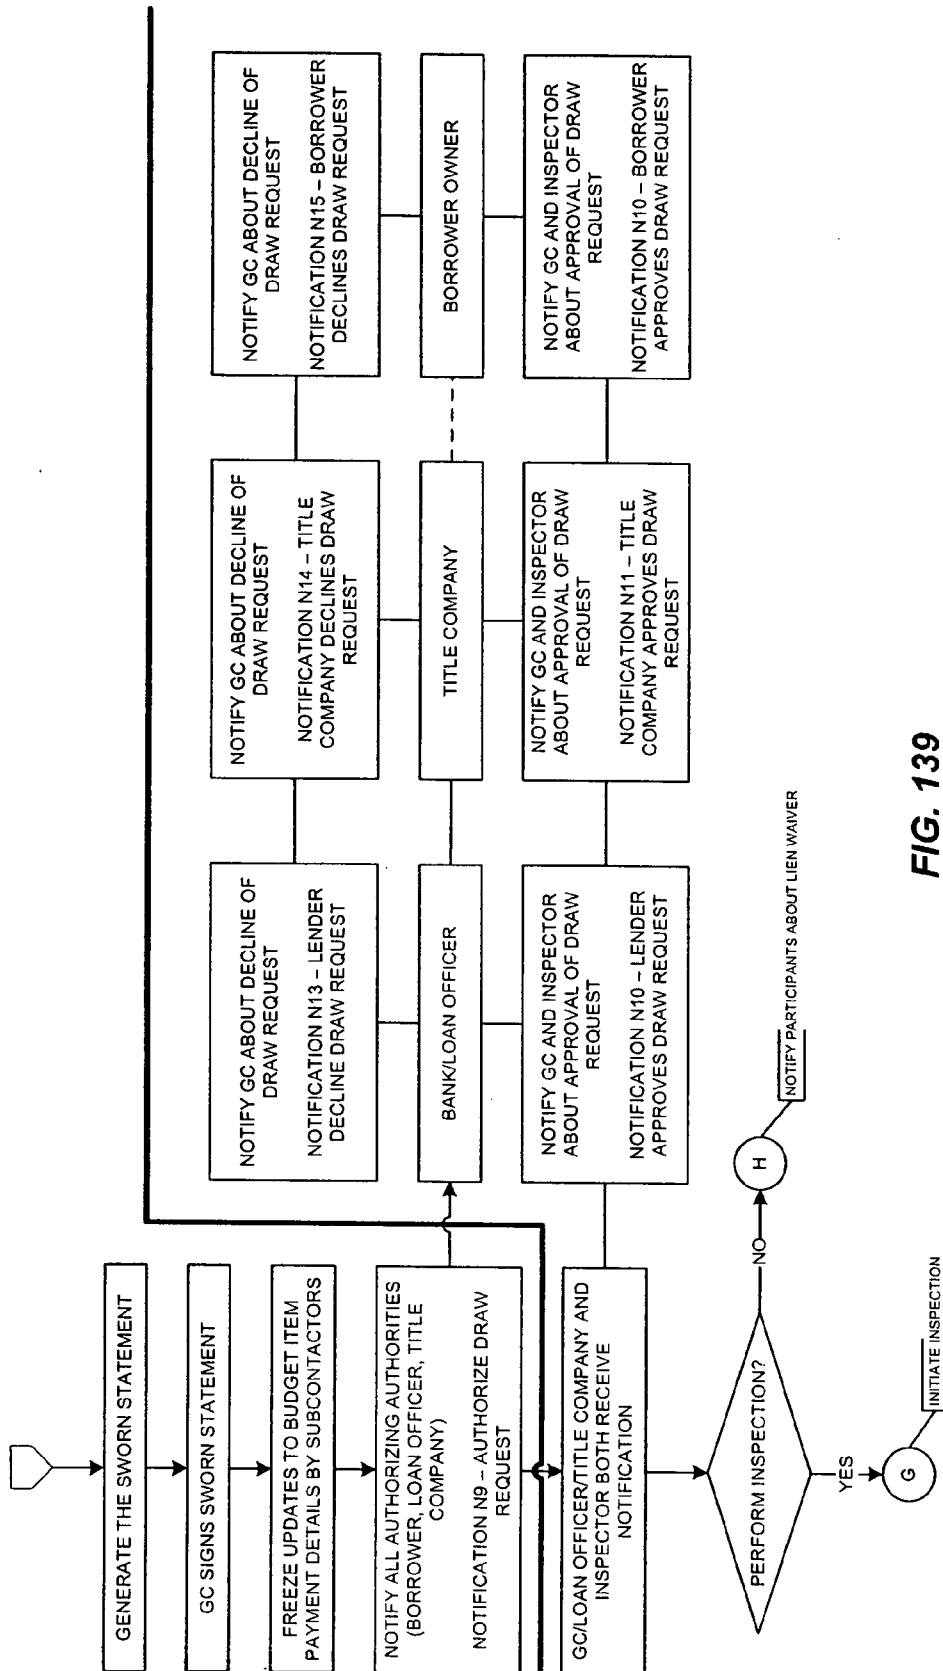 GENERATE THE SWORN STATEMENT
GC SIGNS SWORN STATEMENT
FREEZE UPDATES TO BUDGET ITEM
PAYMENT DETAILS BY SUBCONTACTORS
NOTIFY ALL AUTHORIZING AUTHORITIES
(BORROWER, LOAN OFFICER, TITLE
COMPANY)
NOTIFICATION N9 – AUTHORIZE DRAW
REQUEST
GC/LOAN OFFICER/TITLE COMPANY AND
INSPECTOR BOTH RECEIVE
NOTIFICATION
PERFORM INSPECTION?
YES
G
INITIATE INSPECTION
NO
H
NOTIFY PARTICIPANTS ABOUT LIEN WAIVER
NOTIFY GC ABOUT DECLINE OF
DRAW REQUEST
NOTIFICATION N13 – LENDER
DECLINE DRAW REQUEST
BANK/LOAN OFFICER
NOTIFY GC AND INSPECTOR
ABOUT APPROVAL OF DRAW
REQUEST
NOTIFICATION N10 – LENDER
APPROVES DRAW REQUEST
NOTIFY GC ABOUT DECLINE OF
DRAW REQUEST
NOTIFICATION N14 – TITLE
COMPANY DECLINES DRAW
REQUEST
TITLE COMPANY
NOTIFY GC AND INSPECTOR
ABOUT APPROVAL OF DRAW
REQUEST
NOTIFICATION N11 – TITLE
COMPANY APPROVES DRAW
REQUEST
NOTIFY GC ABOUT DECLINE OF
DRAW REQUEST
NOTIFICATION N15 – BORROWER
DECLINES DRAW REQUEST
BORROWER OWNER
NOTIFY GC AND INSPECTOR
ABOUT APPROVAL OF DRAW
REQUEST
NOTIFICATION N10 – BORROWER
APPROVES DRAW REQUEST
FIG. 139